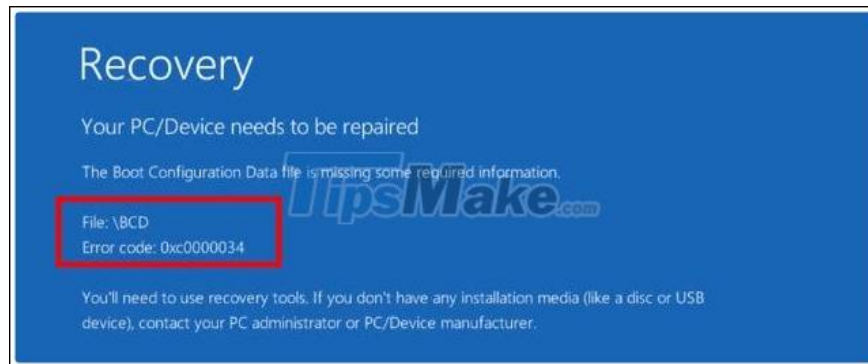 Recovery
Your PC/Device needs to be repaired
The Boot Configuration Data file is missing some required information.
TipsMake.com
File: \BCD
Error code: 0xc0000034
You'll need to use recovery tools. If you don't have any installation media (like a disc or USB
device), contact your PC administrator or PC/Device manufacturer.